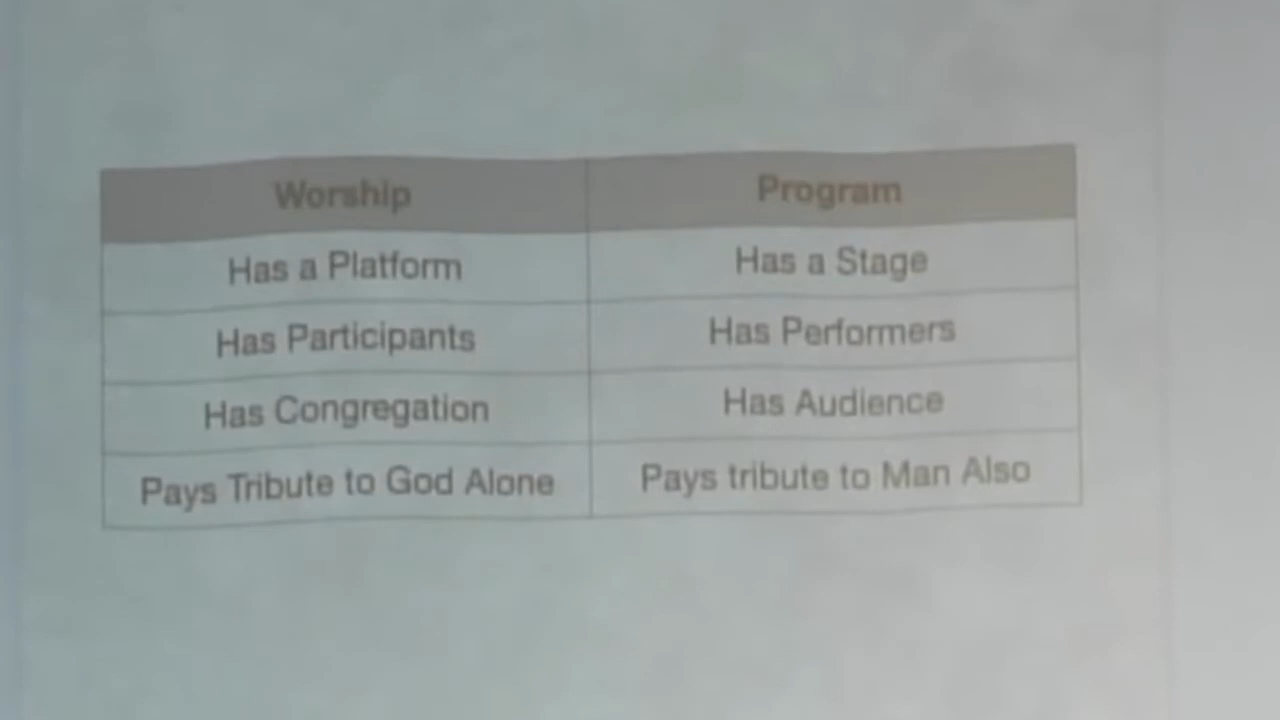 Worship Program
Has a Platform Has a Stage
Has Participants Has Performers
Has Congregation Has Audience
Pays Tribute to God Alone Pays tribute to Man Also